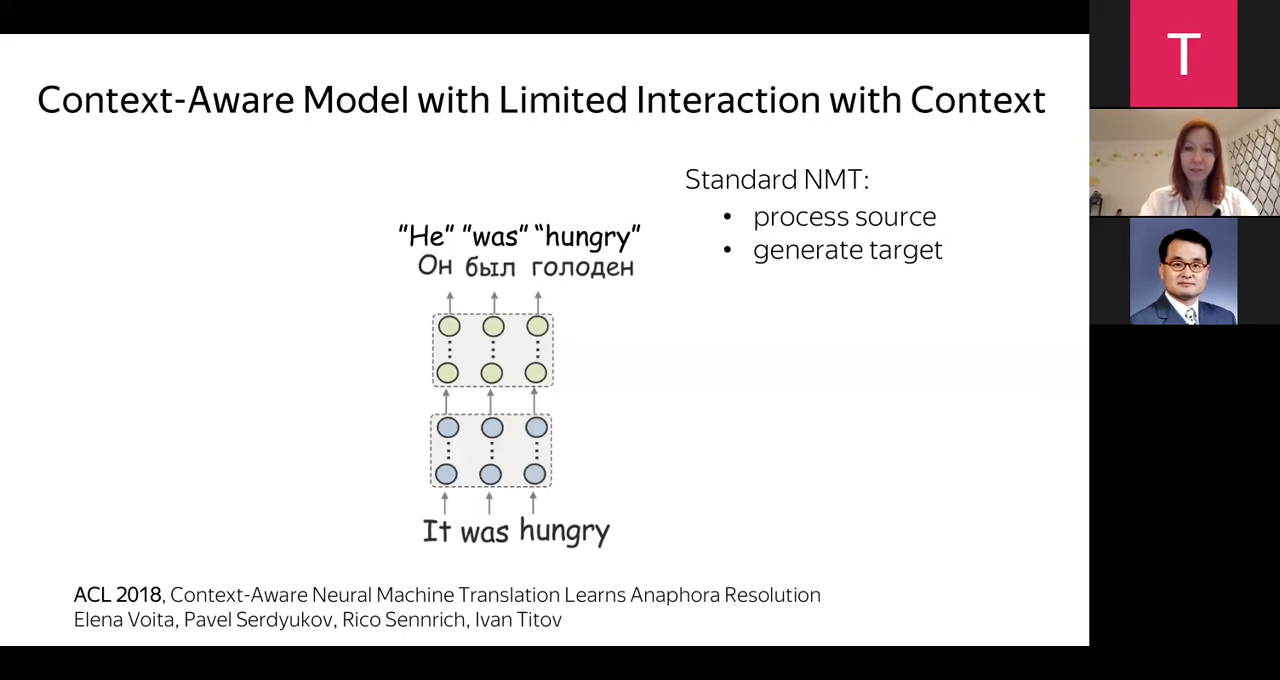 Context-Aware Model with Limited Interaction with Context
Standard NMT:
• process source
• generate target
”He” ”was” “hungry”
Он был голоден
It was hungry
ACL 2018, Context-Aware Neural Machine Translation Learns Anaphora Resolution
Elena Voita, Pavel Serdyukov, Rico Sennrich, Ivan Titov
T